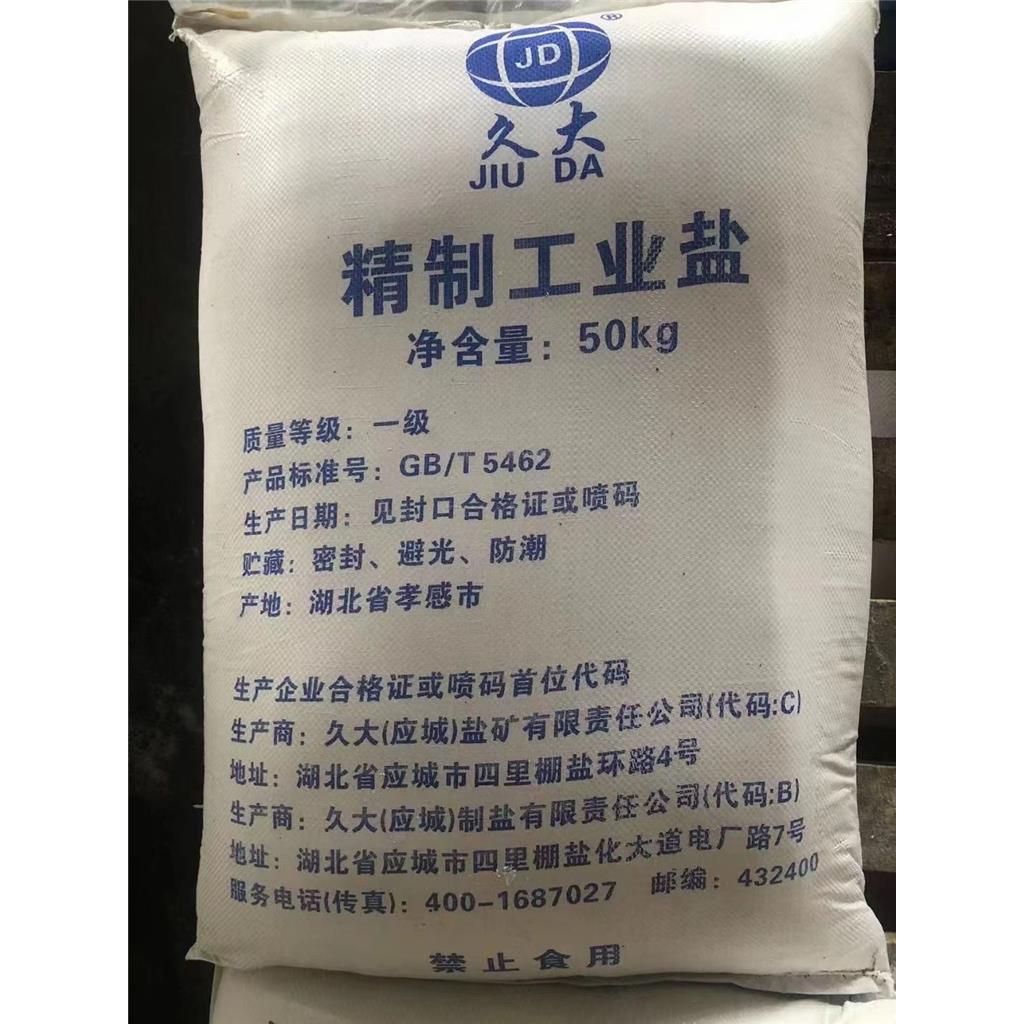 JD
®
久大
JIU DA
精制工业盐
净含量：50kg
质量等级：一级
产品标准号：GB/T 5462
生产日期：见封口合格证或喷码
贮藏：密封、避光、防潮
产地：湖北省孝感市
生产企业合格证或喷码首位代码
生产商：久大(应城)盐矿有限责任公司(代码:C)
地址：湖北省应城市四里棚盐环路4号
生产商：久大(应城)制盐有限责任公司(代码:B)
地址：湖北省应城市四里棚盐化大道电厂路7号
服务电话(传真)：400-1687027 邮编：432400
禁止食用